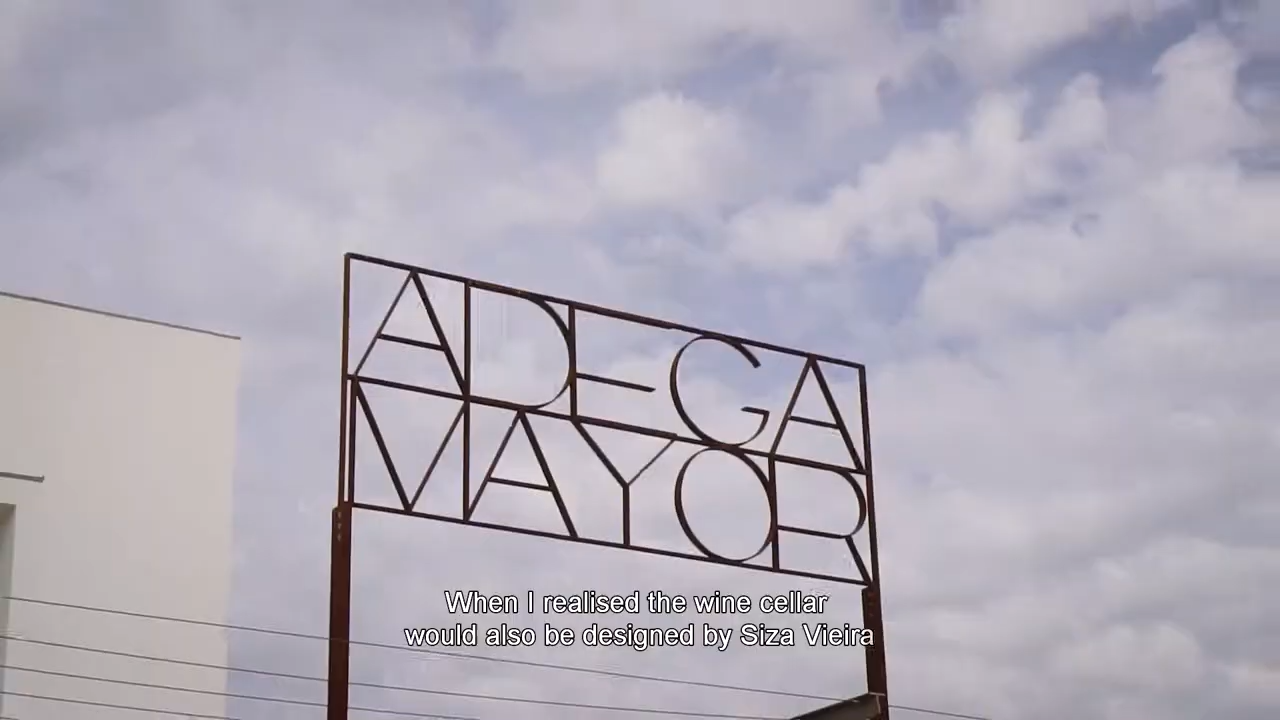 ADEGA
MAYOR
When I realised the wine cellar
would also be designed by Siza Vieira